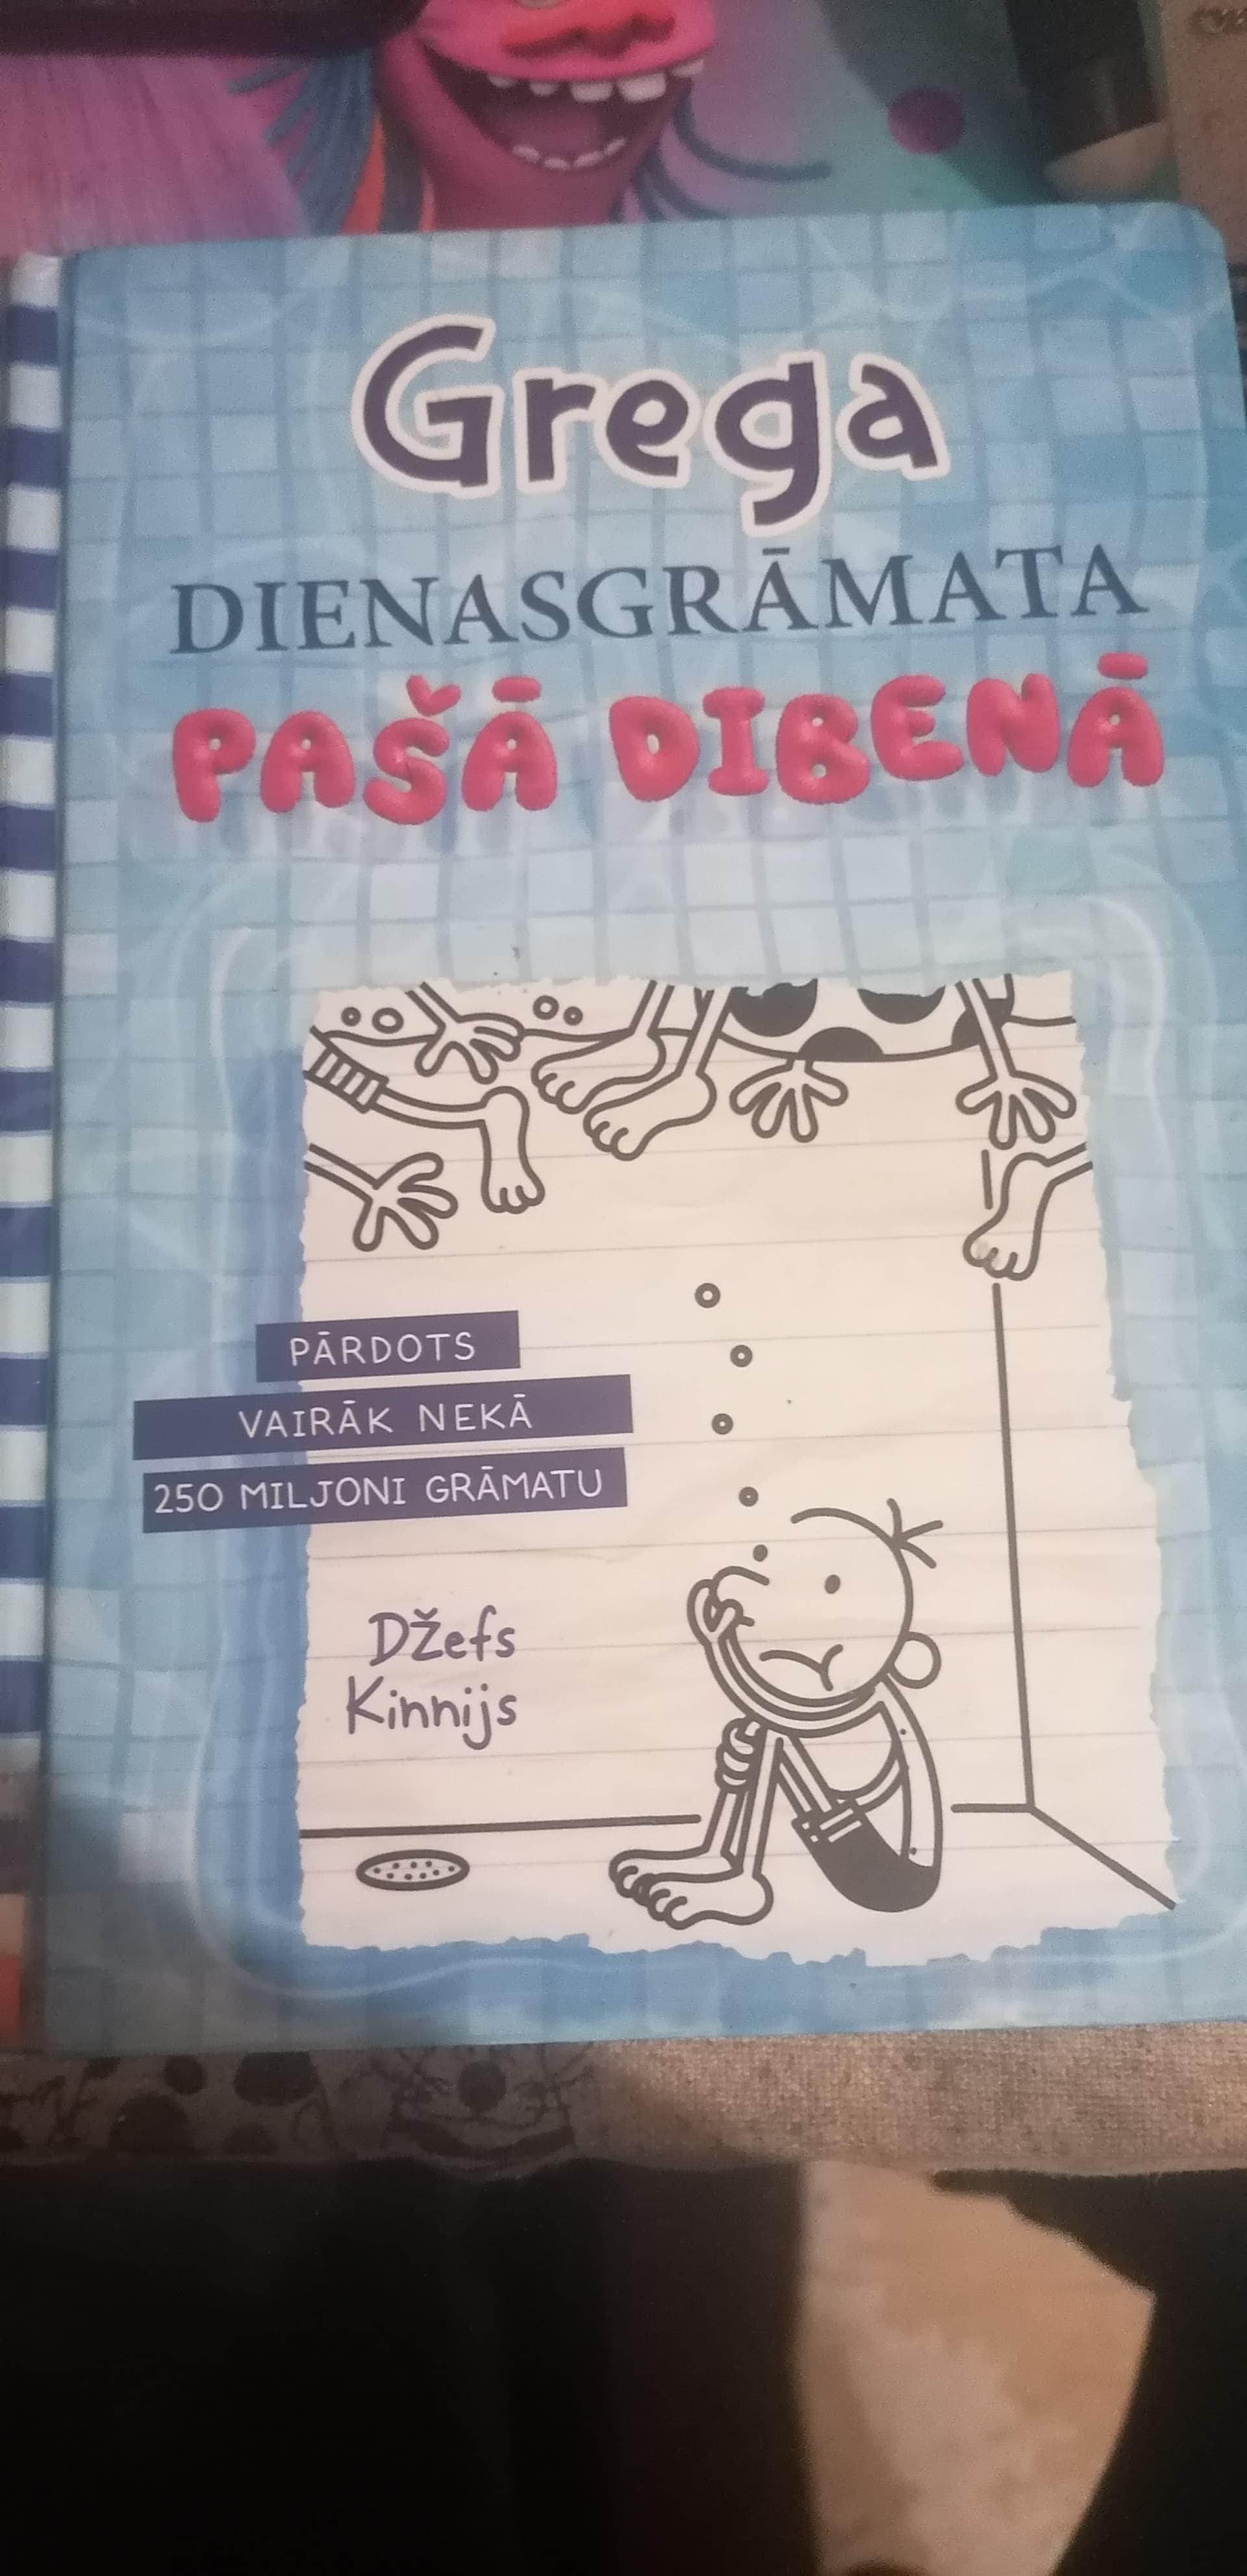 Grega
DIENASGRĀMATA
PAŠĀ DIBENĀ
PĀRDOTS
VAIRĀK NEKĀ
250 MILJONI GRĀMATU
Džefs
Kinnijs